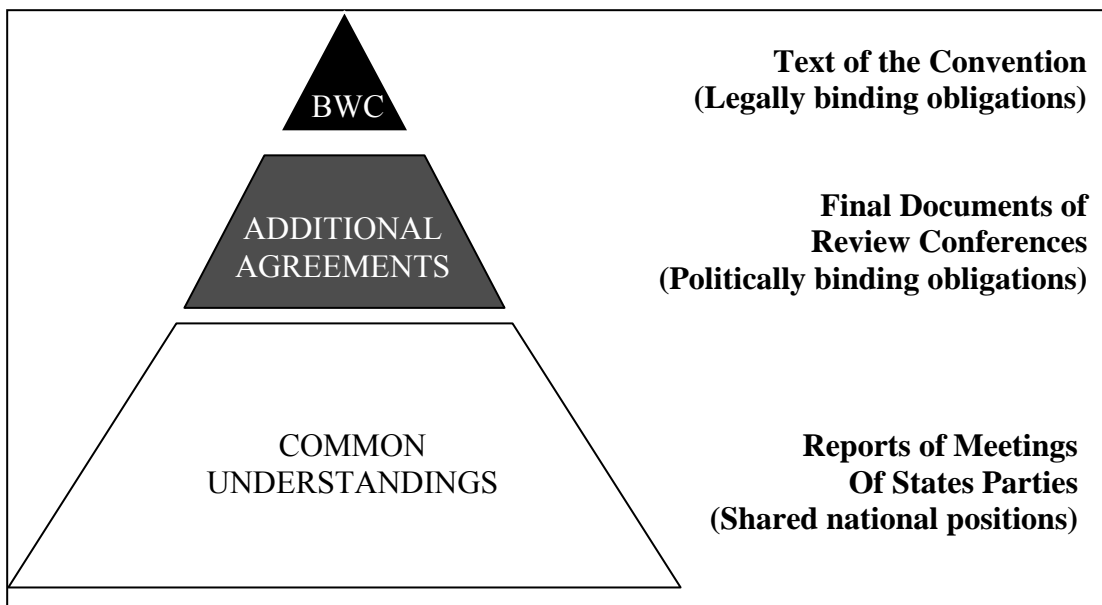 BWC
Text of the Convention
(Legally binding obligations)
ADDITIONAL
AGREEMENTS
Final Documents of
Review Conferences
(Politically binding obligations)
COMMON
UNDERSTANDINGS
Reports of Meetings
Of States Parties
(Shared national positions)